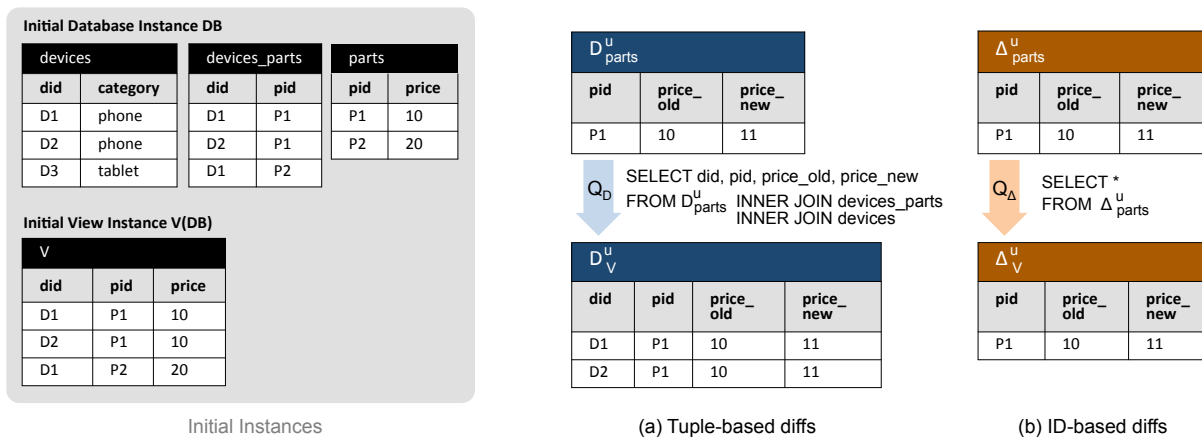 Initial Database Instance DB
devices
did category
D1 phone
D2 phone
D3 tablet
devices_parts
did pid
D1 P1
D2 P1
D1 P2
parts
pid price
P1 10
P2 20
Initial View Instance V(DB)
V
did pid price
D1 P1 10
D2 P1 10
D1 P2 20
Initial Instances
D^u_parts
pid price_old price_new
P1 10 11
Q_D
SELECT did, pid, price_old, price_new
FROM D^u_parts INNER JOIN devices_parts
INNER JOIN devices
D^u_V
did pid price_old price_new
D1 P1 10 11
D2 P1 10 11
(a) Tuple-based diffs
Δ^u_parts
pid price_old price_new
P1 10 11
Q_Δ
SELECT *
FROM Δ^u_parts
Δ^u_V
pid price_old price_new
P1 10 11
(b) ID-based diffs